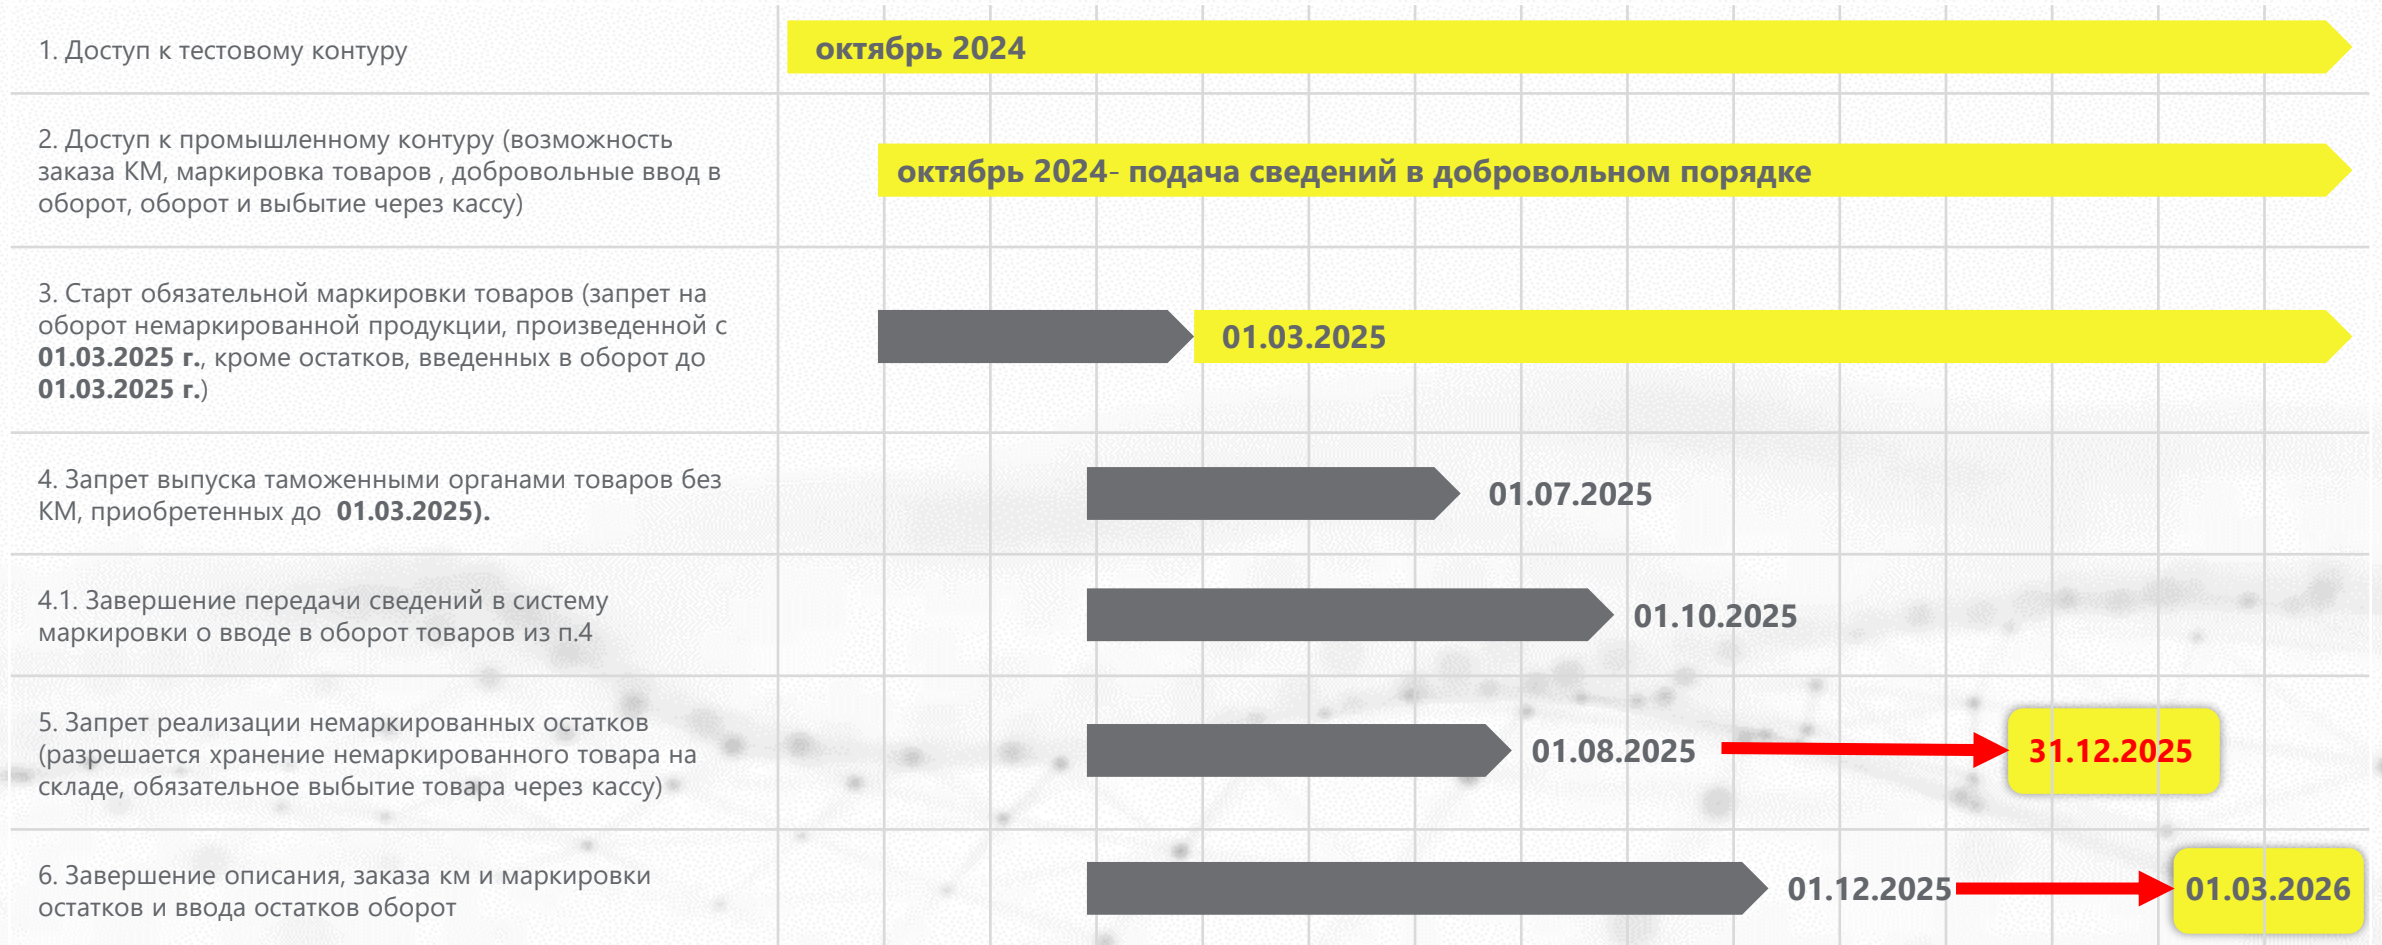 1. Доступ к тестовому контуру
октябрь 2024
2. Доступ к промышленному контуру (возможность
заказа КМ, маркировка товаров , добровольные ввод в
оборот, оборот и выбытие через кассу)
октябрь 2024- подача сведений в добровольном порядке
3. Старт обязательной маркировки товаров (запрет на
оборот немаркированной продукции, произведенной с
01.03.2025 г., кроме остатков, введенных в оборот до
01.03.2025 г.)
01.03.2025
4. Запрет выпуска таможенными органами товаров без
КМ, приобретенных до 01.03.2025).
01.07.2025
4.1. Завершение передачи сведений в систему
маркировки о вводе в оборот товаров из п.4
01.10.2025
5. Запрет реализации немаркированных остатков
(разрешается хранение немаркированного товара на
складе, обязательное выбытие товара через кассу)
01.08.2025
31.12.2025
6. Завершение описания, заказа км и маркировки
остатков и ввода остатков оборот
01.12.2025
01.03.2026